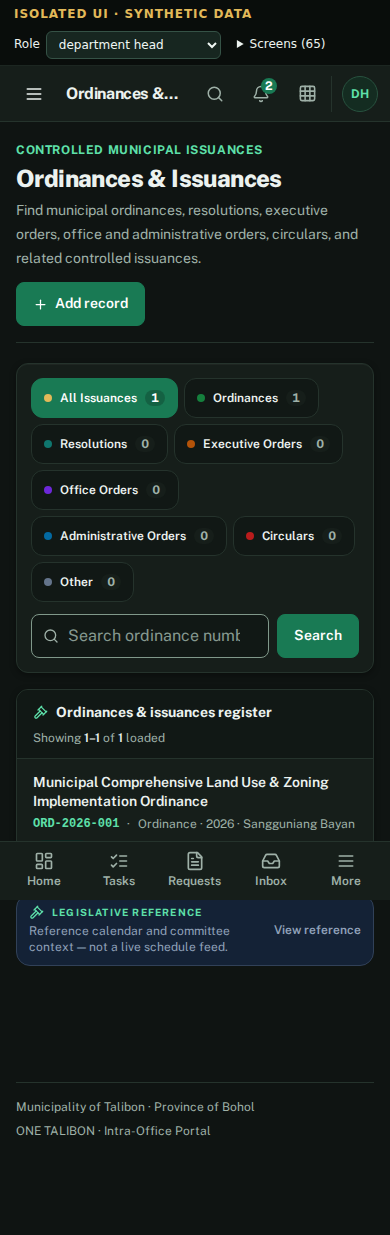 ISOLATED UI · SYNTHETIC DATA
Role department head ▶ Screens (65)
Ordinances &... 2 DH
CONTROLLED MUNICIPAL ISSUANCES
Ordinances & Issuances
Find municipal ordinances, resolutions, executive
orders, office and administrative orders, circulars, and
related controlled issuances.
+ Add record
All Issuances 1 Ordinances 1
Resolutions 0 Executive Orders 0
Office Orders 0
Administrative Orders 0 Circulars 0
Other 0
Search ordinance numb Search
Ordinances & issuances register
Showing 1–1 of 1 loaded
Municipal Comprehensive Land Use & Zoning
Implementation Ordinance
ORD-2026-001 · Ordinance · 2026 · Sangguniang Bayan
Home Tasks Requests Inbox More
LEGISLATIVE REFERENCE
Reference calendar and committee
context — not a live schedule feed.
View reference
Municipality of Talibon · Province of Bohol
ONE TALIBON · Intra-Office Portal